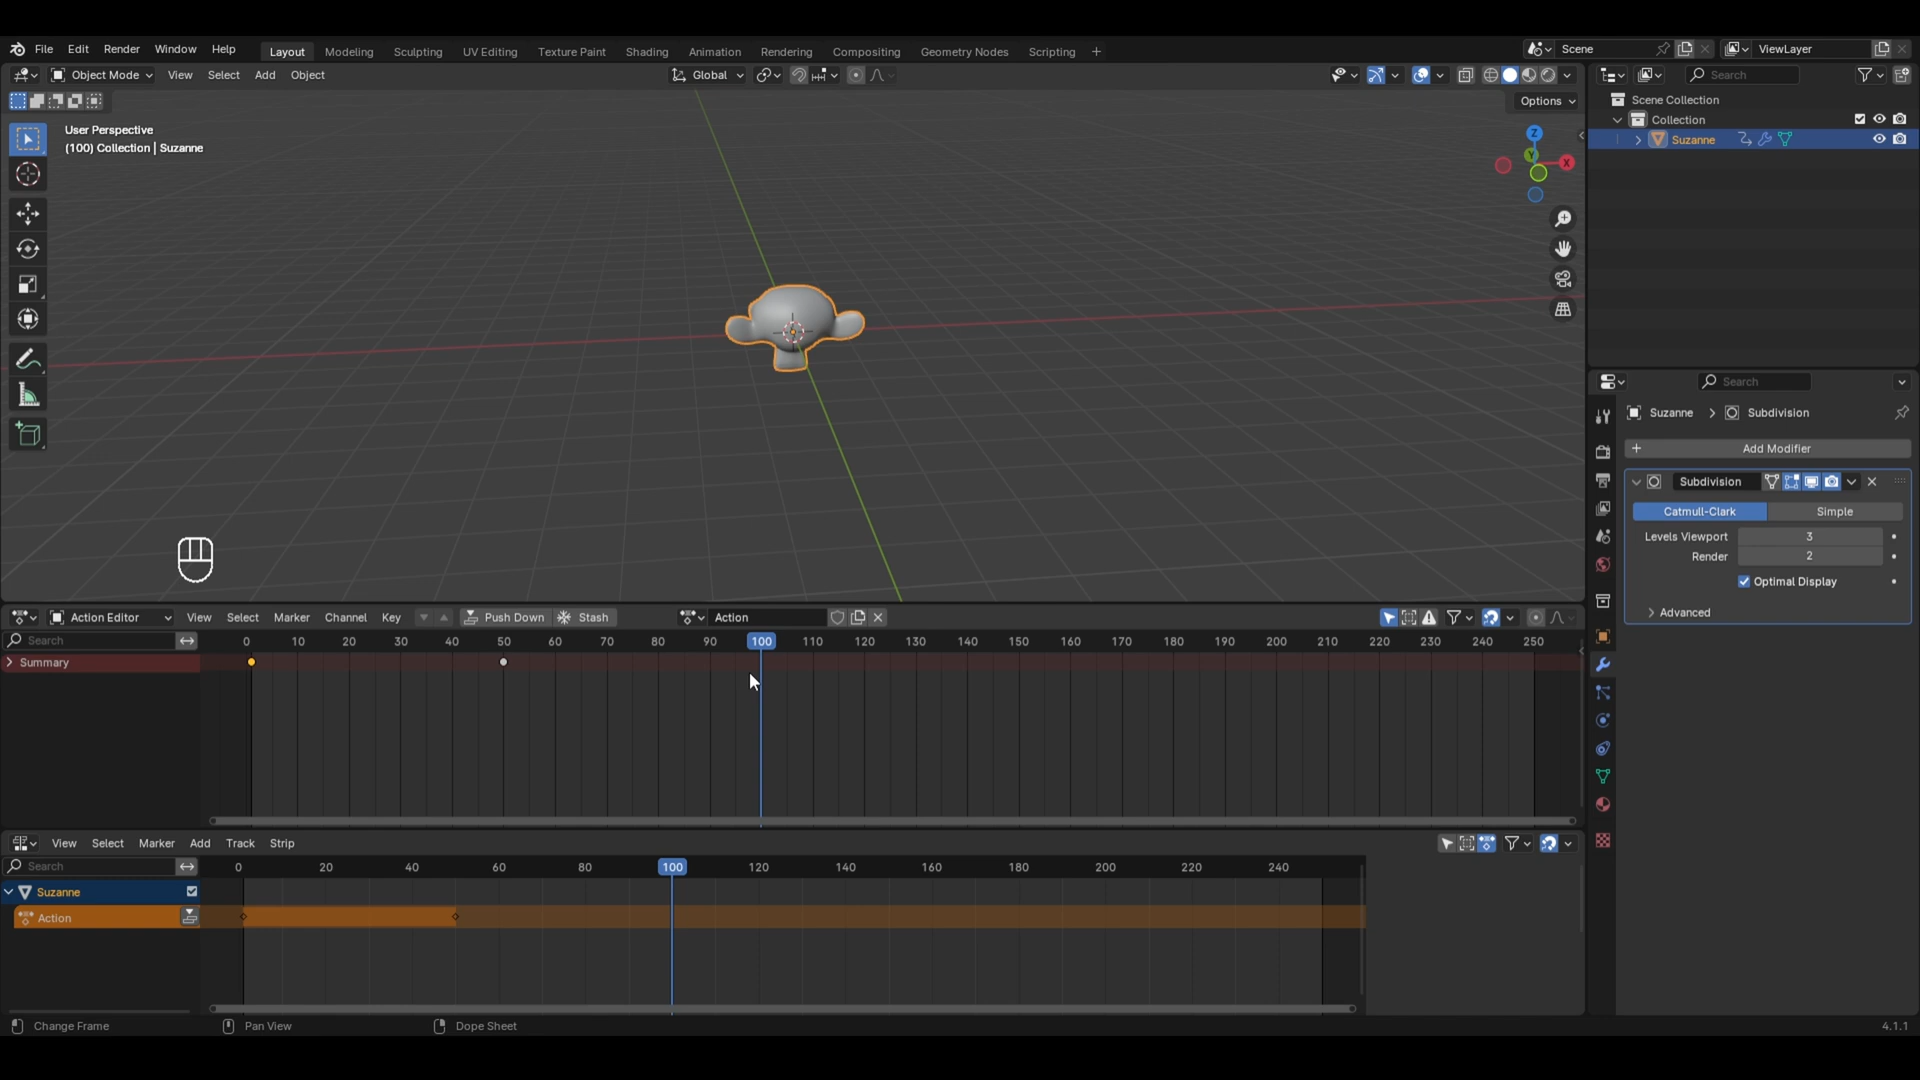 File Edit Render Window Help Layout Modeling Sculpting UV Editing Texture Paint Shading Animation Rendering Compositing Geometry Nodes Scripting + Scene ViewLayer
Object Mode View Select Add Object Global Search
Options
User Perspective
(100) Collection | Suzanne
Z
Y
X
Scene Collection
Collection
Suzanne
Search
Suzanne > Subdivision
+ Add Modifier
Subdivision
Catmull-Clark Simple
Levels Viewport 3
Render 2
Optimal Display
Advanced
Action Editor View Select Marker Channel Key Push Down Stash Action
Search 0 10 20 30 40 50 60 70 80 90 100 110 120 130 140 150 160 170 180 190 200 210 220 230 240 250
Summary
View Select Marker Add Track Strip
Search 0 20 40 60 80 100 120 140 160 180 200 220 240
Suzanne
Action
Change Frame Pan View Dope Sheet 4.1.1